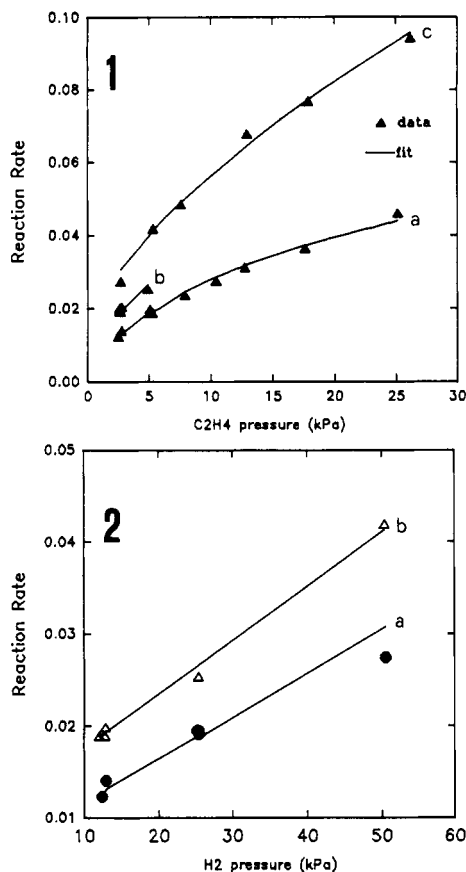 1
0.10
0.08
0.06
0.04
0.02
0.00
Reaction Rate
c
▲ data
— fit
a
b
0 5 10 15 20 25 30
C2H4 pressure (kPa)
2
0.05
0.04
0.03
0.02
0.01
Reaction Rate
b
a
10 20 30 40 50 60
H2 pressure (kPa)